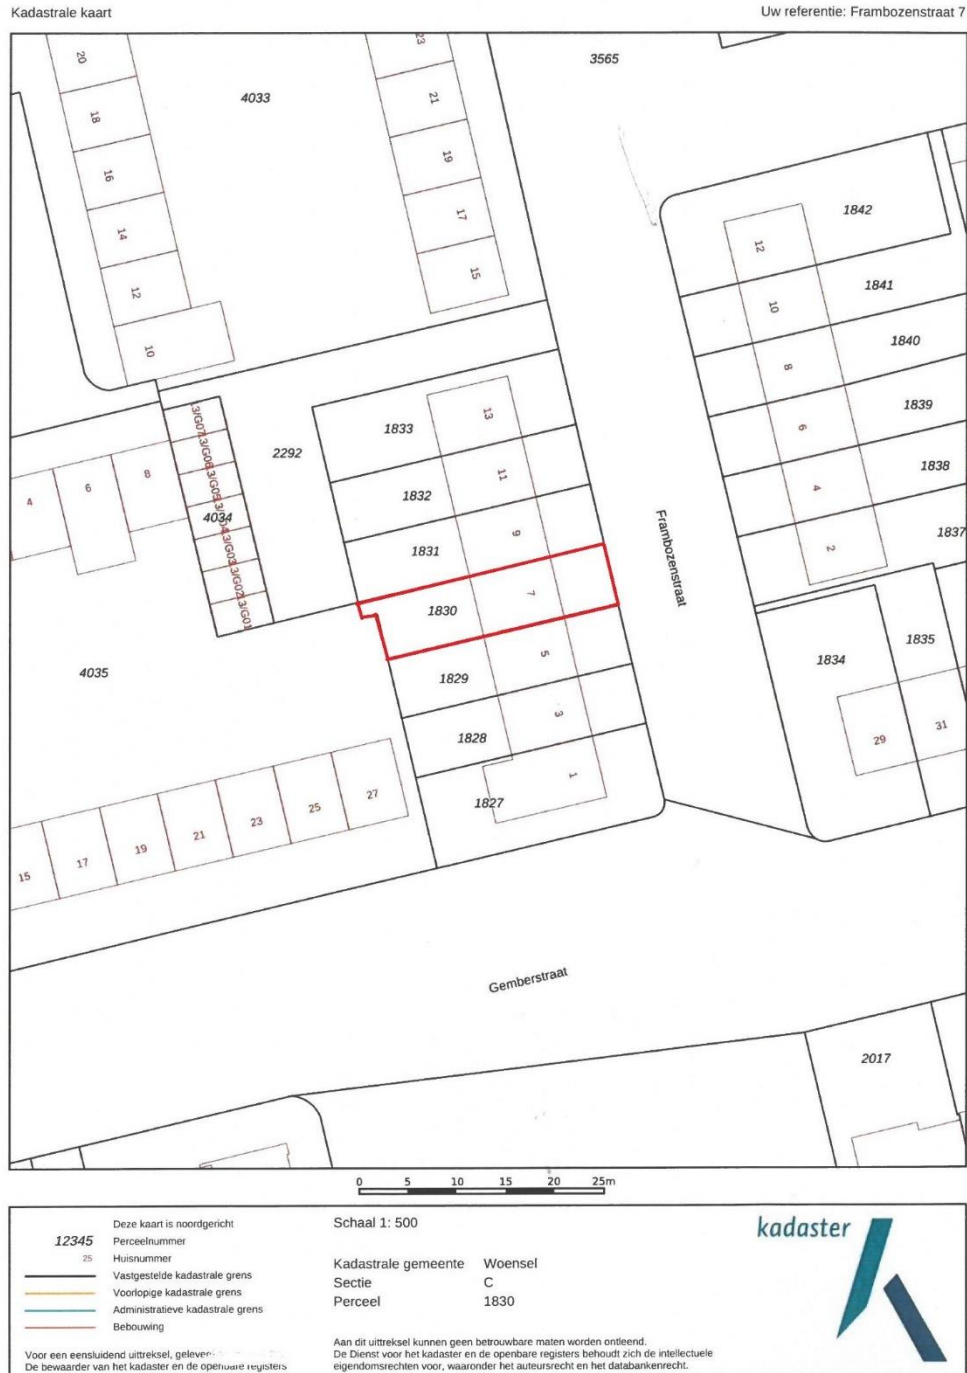 Kadastrale kaart
Uw referentie: Frambozenstraat 7
20
23
3565
4033
21
18
19
16
1842
17
14
12
15
1841
12
10
10
1840
8
13
1833
1839
6
2292
8
11
6
1832
1838
4
4
4034
9
1831
1837
2
Frambozenstraat
7
1830
1834
1835
5
1829
4035
3
31
29
1828
1
1827
27
25
23
21
19
17
15
Gemberstraat
2017
0 5 10 15 20 25m
Deze kaart is noordgericht
12345 Perceelnummer
25 Huisnummer
Vastgestelde kadastrale grens
Voorlopige kadastrale grens
Administratieve kadastrale grens
Bebouwing
Voor een eensluidend uittreksel,
De bewaarder van het kadaster en de openbare registers
Schaal 1: 500
Kadastrale gemeente Woensel
Sectie C
Perceel 1830
Aan dit uittreksel kunnen geen betrouwbare maten worden ontleend.
De Dienst voor het kadaster en de openbare registers behoudt zich de intellectuele
eigendomsrechten voor, waaronder het auteursrecht en het databankenrecht.
kadaster